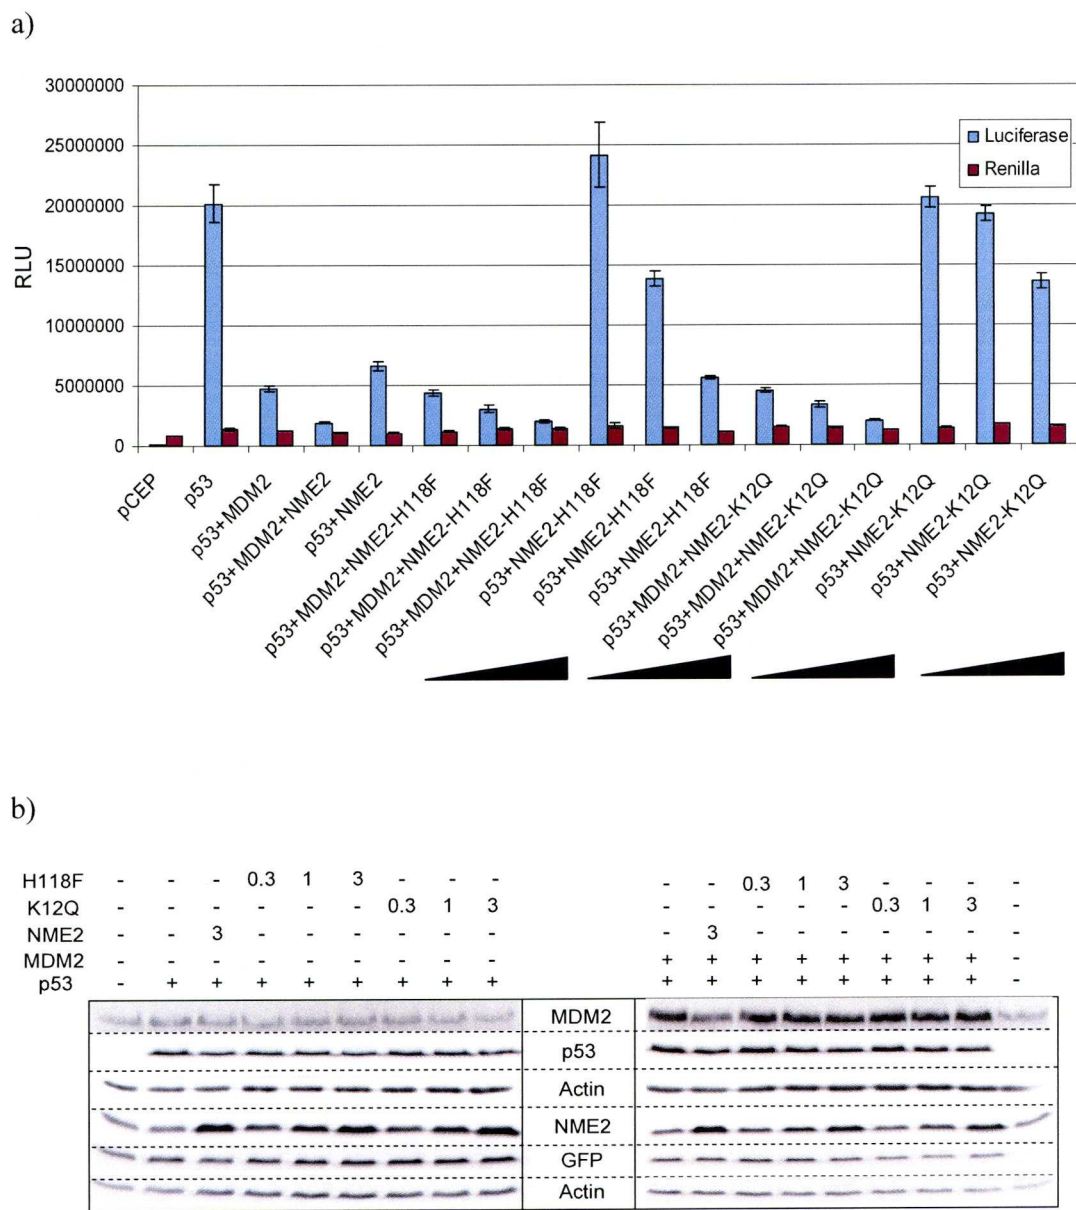 a)
30000000
25000000
20000000
15000000
10000000
5000000
0
RLU
Luciferase
Renilla
pCEP
p53
p53+MDM2
p53+MDM2+NME2
p53+NME2
p53+MDM2+NME2-H118F
p53+MDM2+NME2-H118F
p53+MDM2+NME2-H118F
p53+NME2-H118F
p53+NME2-H118F
p53+NME2-H118F
p53+MDM2+NME2-K12Q
p53+MDM2+NME2-K12Q
p53+MDM2+NME2-K12Q
p53+NME2-K12Q
p53+NME2-K12Q
p53+NME2-K12Q
b)
H118F - - - 0.3 1 3 - - - - - 0.3 1 3 - - - -
K12Q - - - - - - 0.3 1 3 - - - - - 0.3 1 3 -
NME2 - - 3 - - - - - - - 3 - - - - - - -
MDM2 - - - - - - - - - + + + + + + + + -
p53 - + + + + + + + + + + + + + + + + -
MDM2
p53
Actin
NME2
GFP
Actin